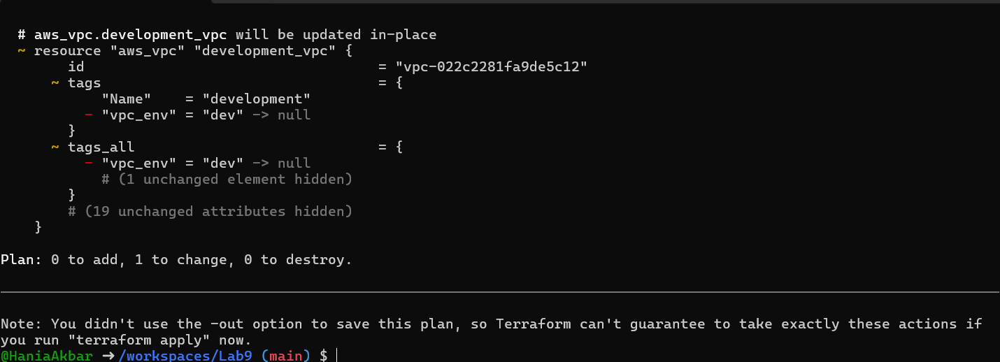 # aws_vpc.development_vpc will be updated in-place
~ resource "aws_vpc" "development_vpc" {
id = "vpc-022c2281fa9de5c12"
~ tags = {
"Name" = "development"
- "vpc_env" = "dev" -> null
}
~ tags_all = {
- "vpc_env" = "dev" -> null
# (1 unchanged element hidden)
}
# (19 unchanged attributes hidden)
}
Plan: 0 to add, 1 to change, 0 to destroy.
Note: You didn't use the -out option to save this plan, so Terraform can't guarantee to take exactly these actions if
you run "terraform apply" now.
@HaniaAkbar ➜ /workspaces/Lab9 (main) $